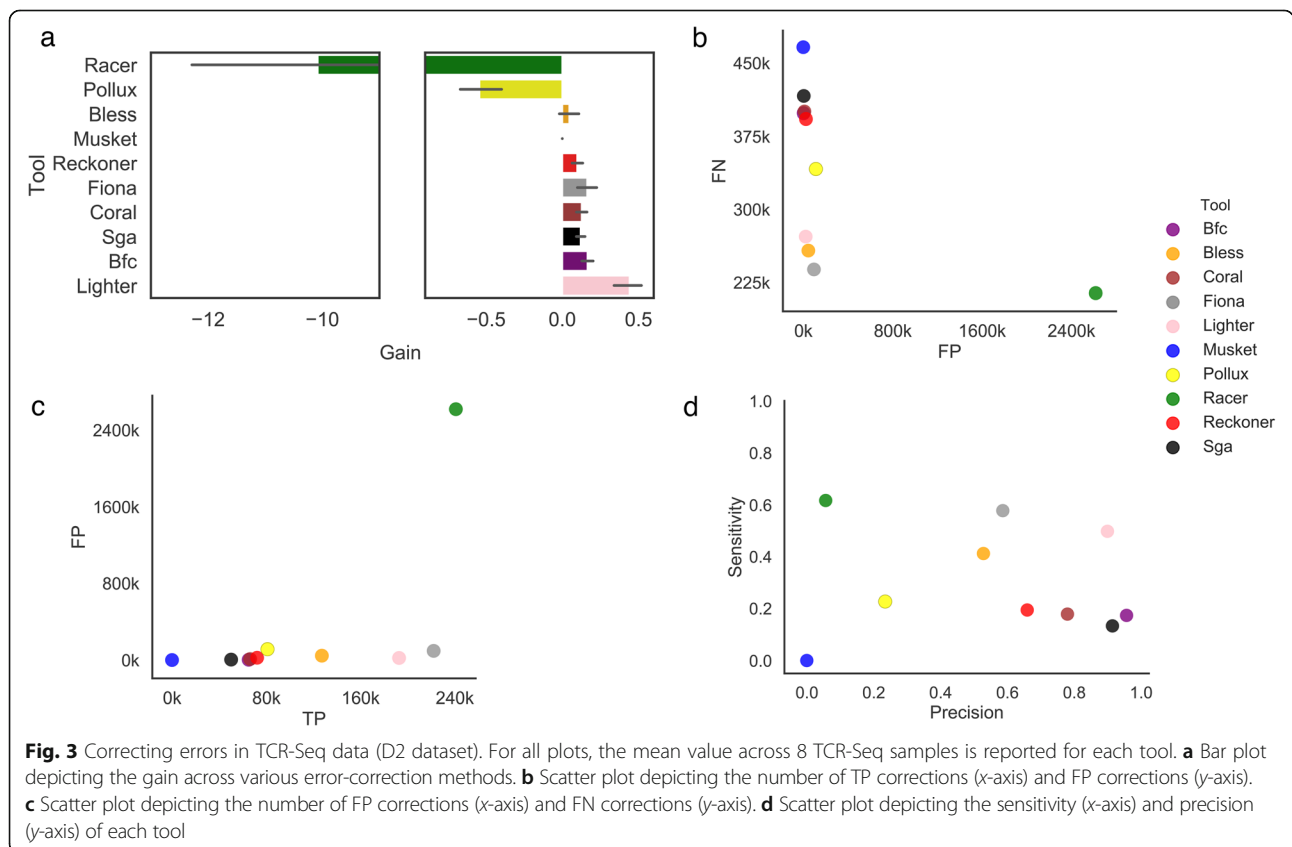 a
Racer
Pollux
Bless
Musket
Reckoner
Fiona
Coral
Sga
Bfc
Lighter
Tool
−12
−10
−0.5
0.0
0.5
Gain
b
450k
375k
300k
225k
FN
0k
800k
1600k
2400k
FP
Tool
Bfc
Bless
Coral
Fiona
Lighter
Musket
Pollux
Racer
Reckoner
Sga
c
2400k
1600k
800k
0k
FP
0k
80k
160k
240k
TP
d
1.0
0.8
0.6
0.4
0.2
0.0
Sensitivity
0.0
0.2
0.4
0.6
0.8
1.0
Precision
Fig. 3 Correcting errors in TCR-Seq data (D2 dataset). For all plots, the mean value across 8 TCR-Seq samples is reported for each tool. a Bar plot
depicting the gain across various error-correction methods. b Scatter plot depicting the number of TP corrections (x-axis) and FP corrections (y-axis).
c Scatter plot depicting the number of FP corrections (x-axis) and FN corrections (y-axis). d Scatter plot depicting the sensitivity (x-axis) and precision
(y-axis) of each tool